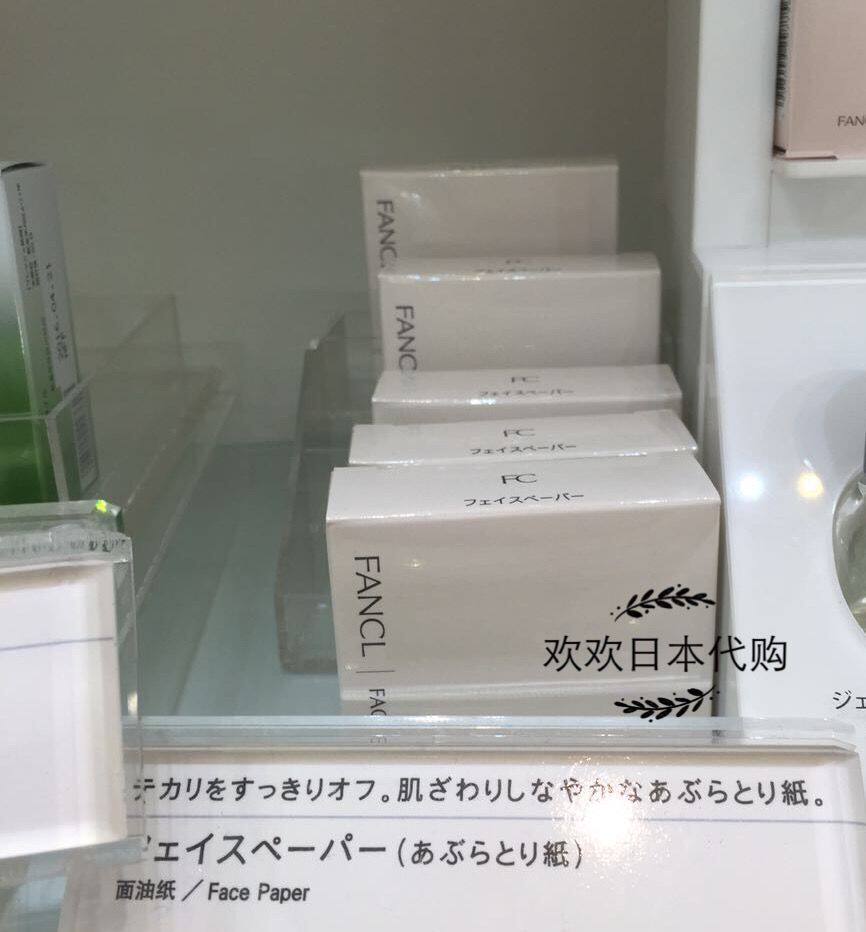 FANCL
FC
フェイスペーパー
FC
フェイスペーパー
FC
フェイスペーパー
FANCL
欢欢日本代购
テカリをすっきりオフ。肌ざわりしなやかなあぶらとり紙。
フェイスペーパー(あぶらとり紙)
面油纸/Face Paper